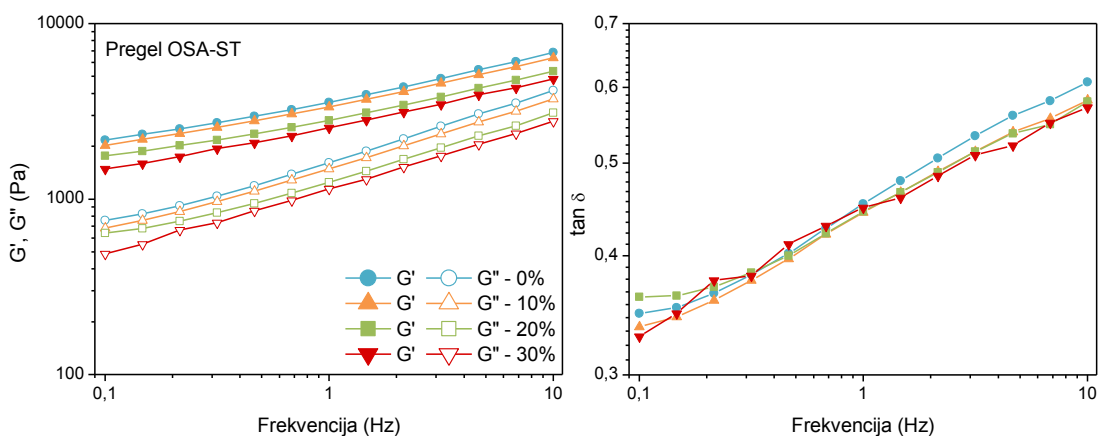 10000
1000
100
G', G'' (Pa)
Pregel OSA-ST
G' G'' - 0%
G' G'' - 10%
G' G'' - 20%
G' G'' - 30%
0,1 1 10
Frekvencija (Hz)
0,7
0,6
0,5
0,4
0,3
tan δ
0,1 1 10
Frekvencija (Hz)